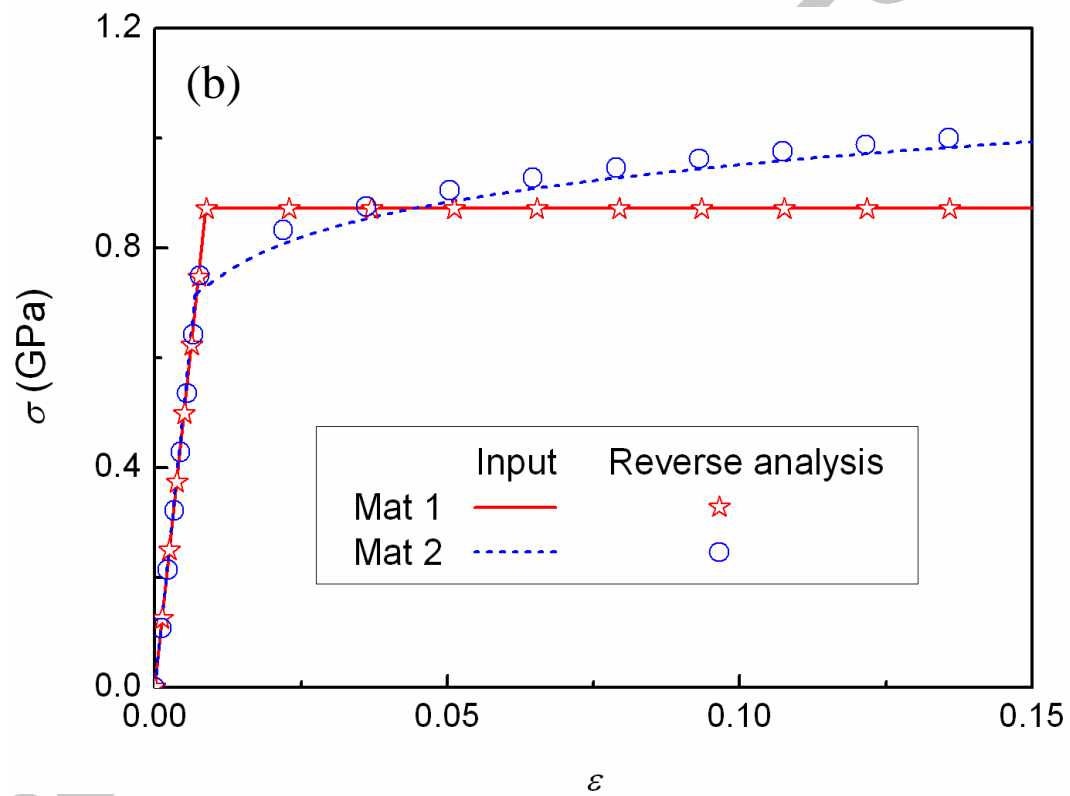 (b)
1.2
0.8
0.4
0.0
σ (GPa)
Input Reverse analysis
Mat 1
Mat 2
0.00 0.05 0.10 0.15
ε